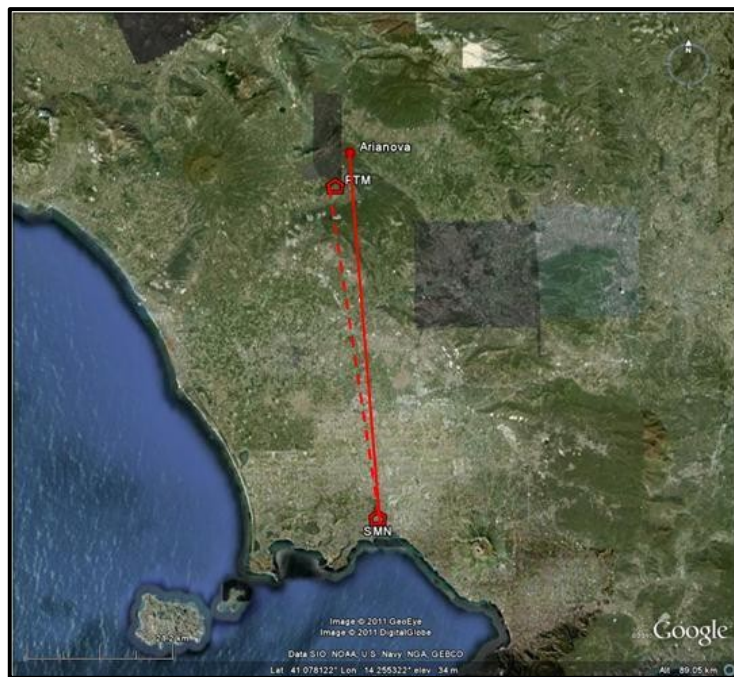 N
Arianova
FTM
SMN
Image © 2011 GeoEye
Image © 2011 DigitalGlobe
Data SIO, NOAA, U.S. Navy, NGA, GEBCO
Google
Lat 41.078122° Lon 14.255322° elev 34 m
Alt 89.05 km